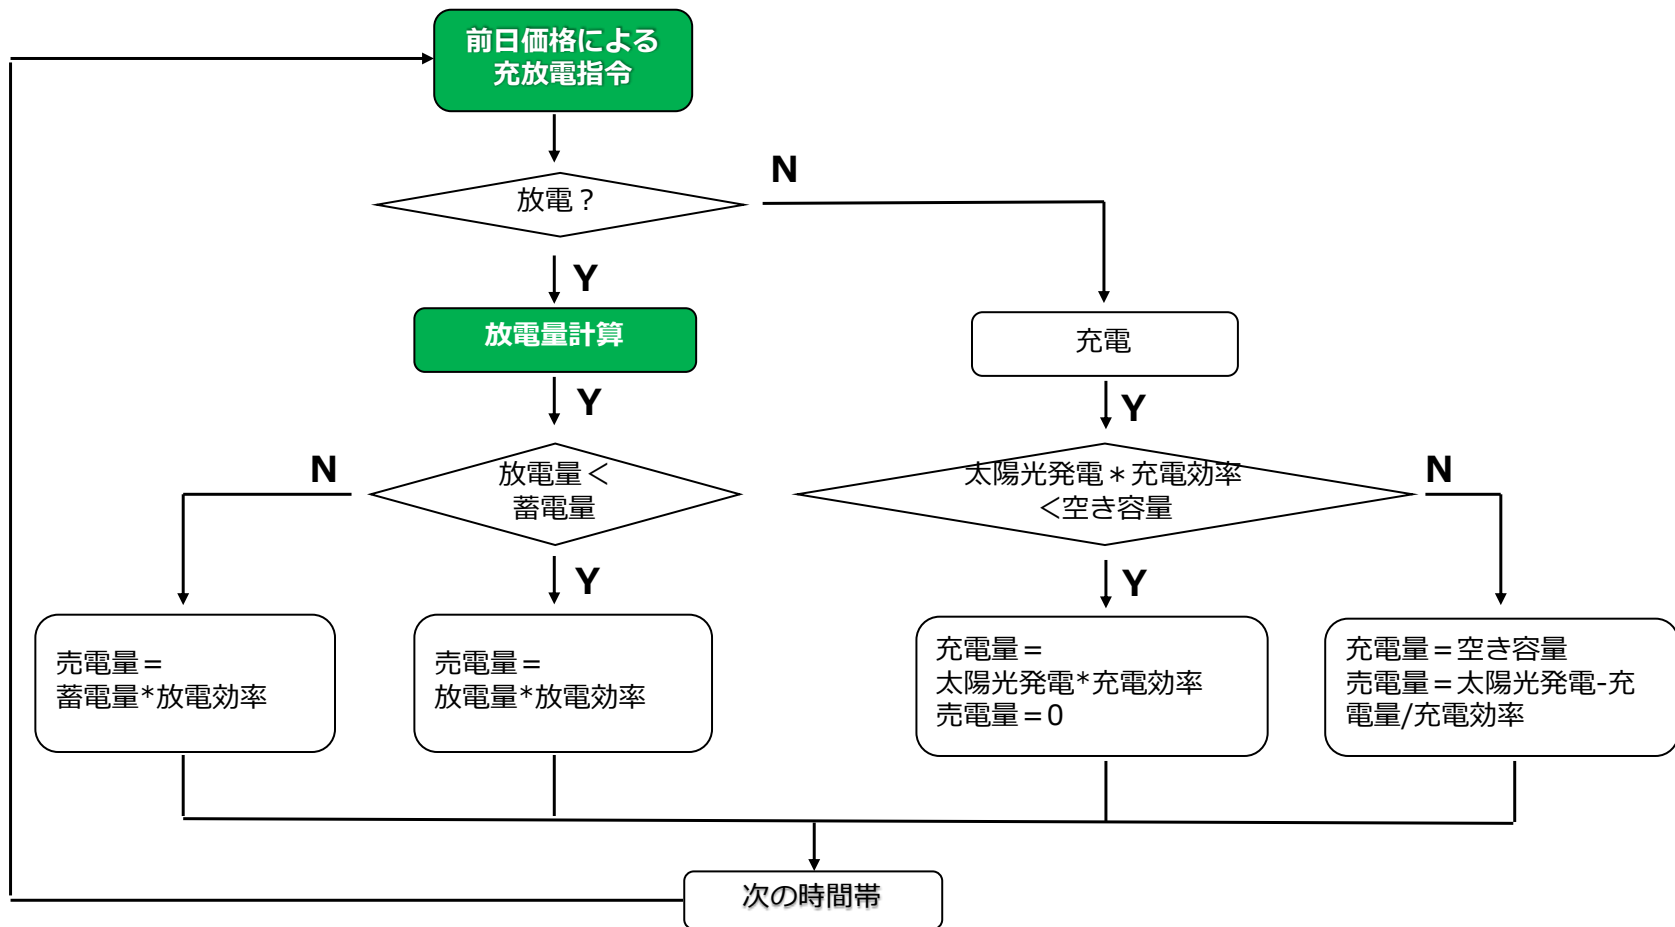 前日価格による
充放電指令
放電？
N
Y
放電量計算
充電
Y
Y
N
放電量＜
蓄電量
太陽光発電＊充電効率
＜空き容量
N
Y
Y
売電量＝
蓄電量*放電効率
売電量＝
放電量*放電効率
充電量＝
太陽光発電*充電効率
売電量＝0
充電量＝空き容量
売電量＝太陽光発電-充
電量/充電効率
次の時間帯